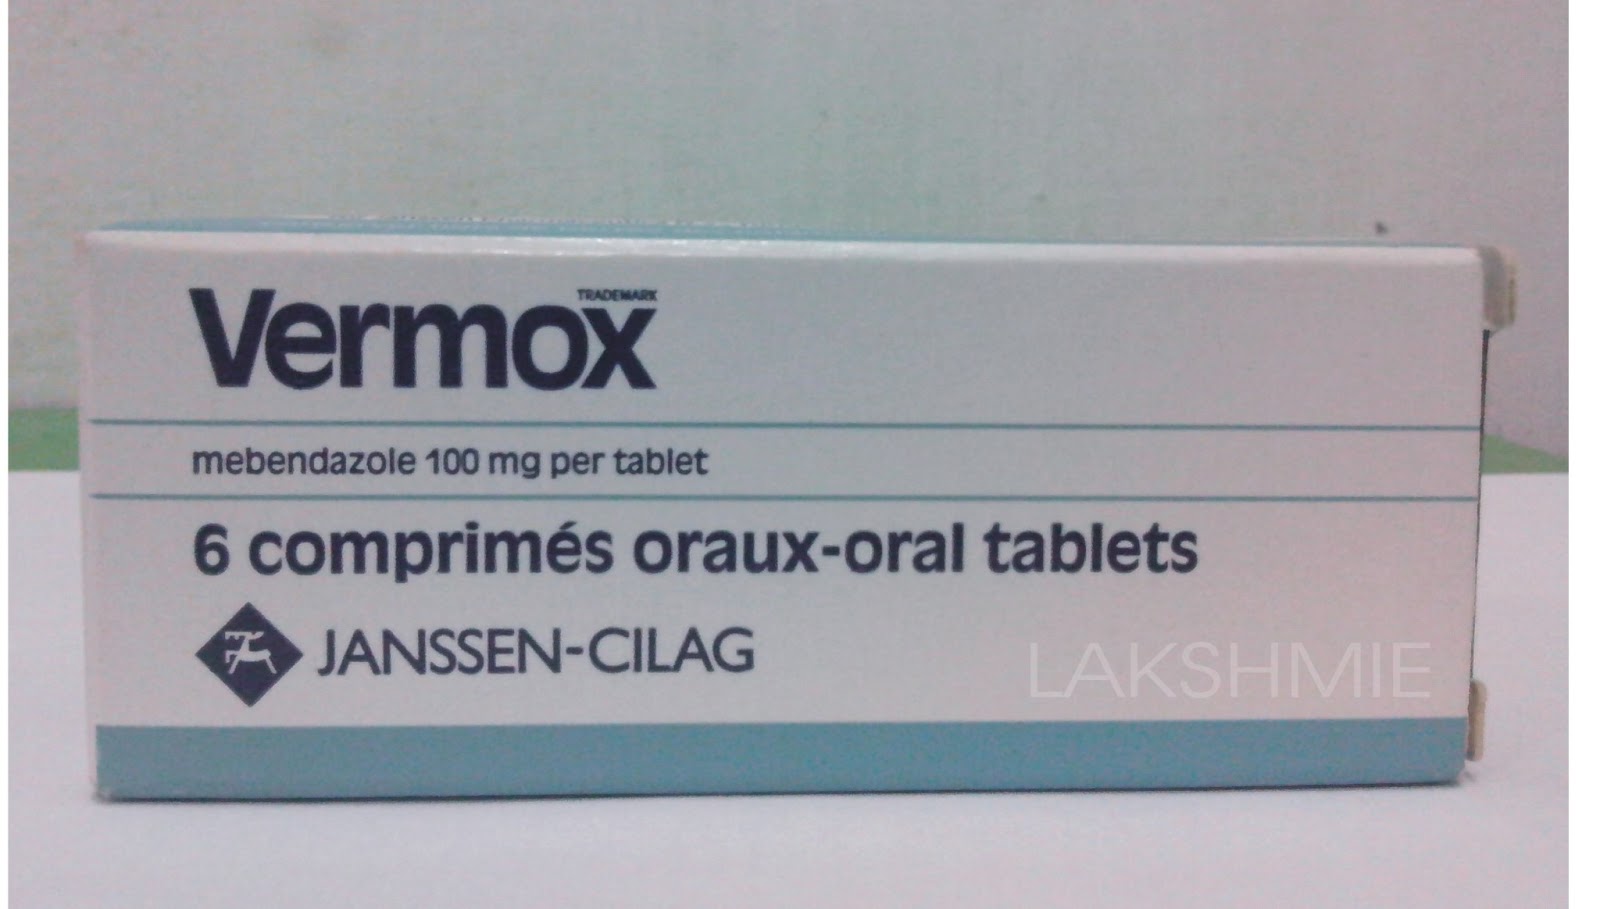 Vermox
TRADEMARK
mebendazole 100 mg per tablet
6 comprimés oraux-oral tablets
JANSSEN-CILAG
LAKSHMIE